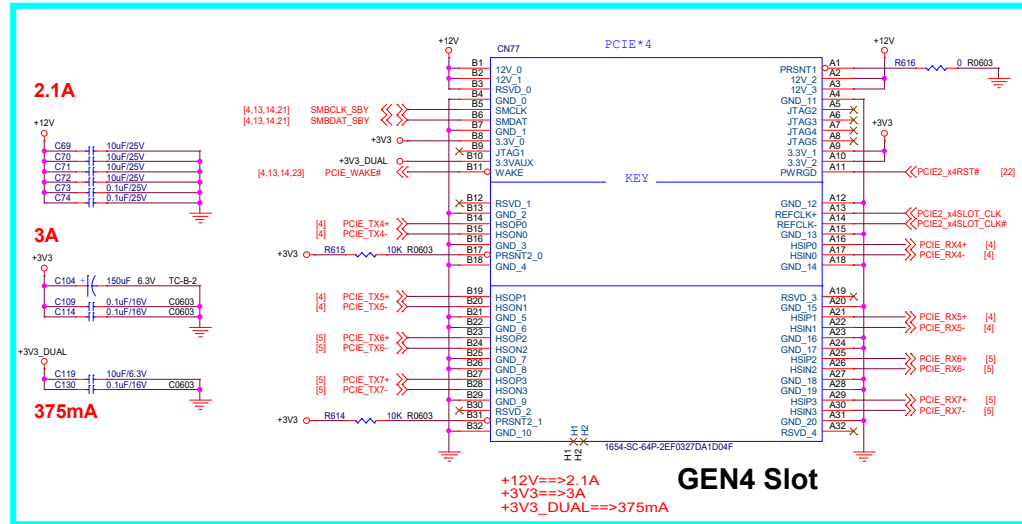 PCIE*4
CN77
+12V
+12V
2.1A
+12V
C69 10uF/25V
C70 10uF/25V
C71 10uF/25V
C72 10uF/25V
C73 0.1uF/25V
C74 0.1uF/25V
3A
+3V3
C104 + 150uF 6.3V TC-B-2
C109 0.1uF/16V C0603
C114 0.1uF/16V C0603
+3V3_DUAL
C119 10uF/6.3V
C130 0.1uF/16V C0603
375mA
B1 12V_0
B2 12V_1
B3 RSVD_0
B4 GND_0
[4,13,14,21] SMBCLK_SBY B5 SMCLK
[4,13,14,21] SMBDAT_SBY B6 SMDAT
B7 GND_1
+3V3 B8 3.3V_0
B9 JTAG1
+3V3_DUAL B10 3.3VAUX
[4,13,14,23] PCIE_WAKE# B11 WAKE
KEY
B12 RSVD_1
B13 GND_2
[4] PCIE_TX4+ B14 HSOP0
[4] PCIE_TX4- B15 HSON0
B16 GND_3
+3V3 R615 10K R0603 B17 PRSNT2_0
B18 GND_4
[4] PCIE_TX5+ B19 HSOP1
[4] PCIE_TX5- B20 HSON1
B21 GND_5
B22 GND_6
[5] PCIE_TX6+ B23 HSOP2
[5] PCIE_TX6- B24 HSON2
B25 GND_7
B26 GND_8
[5] PCIE_TX7+ B27 HSOP3
[5] PCIE_TX7- B28 HSON3
B29 GND_9
B30 RSVD_2
+3V3 R614 10K R0603 B31 PRSNT2_1
B32 GND_10
PRSNT1 A1 R616 0 R0603
12V_2 A2
12V_3 A3
GND_11 A4
JTAG2 A5
JTAG3 A6
JTAG4 A7
JTAG5 A8
+3V3
3.3V_1 A9
3.3V_2 A10
PWRGD A11 PCIE2_x4RST# [22]
GND_12 A12
REFCLK+ A13 PCIE2_x4SLOT_CLK
REFCLK- A14 PCIE2_x4SLOT_CLK#
GND_13 A15
HSIP0 A16 PCIE_RX4+ [4]
HSIN0 A17 PCIE_RX4- [4]
GND_14 A18
RSVD_3 A19
GND_15 A20
HSIP1 A21 PCIE_RX5+ [4]
HSIN1 A22 PCIE_RX5- [4]
GND_16 A23
GND_17 A24
HSIP2 A25 PCIE_RX6+ [5]
HSIN2 A26 PCIE_RX6- [5]
GND_18 A27
GND_19 A28
HSIP3 A29 PCIE_RX7+ [5]
HSIN3 A30 PCIE_RX7- [5]
GND_20 A31
RSVD_4 A32
H1 H2
H1 H2
1654-SC-64P-2EF0327DA1D04F
GEN4 Slot
+12V==>2.1A
+3V3==>3A
+3V3_DUAL==>375mA